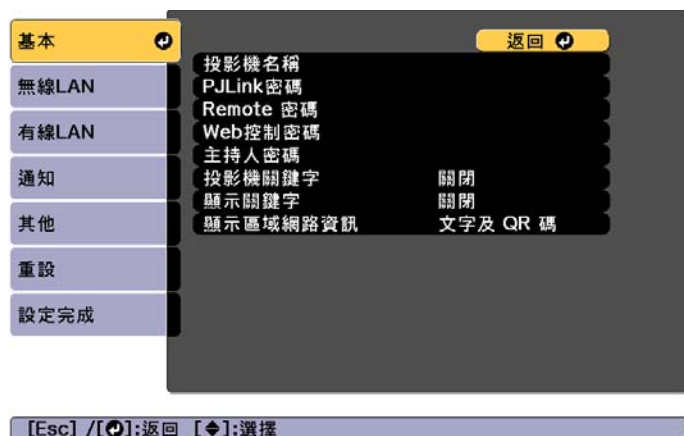 基本
無線LAN
有線LAN
通知
其他
重設
設定完成
返回
投影機名稱
PJLink密碼
Remote 密碼
Web控制密碼
主持人密碼
投影機關鍵字 關閉
顯示關鍵字 關閉
顯示區域網路資訊 文字及 QR 碼
[Esc] /[⏎]:返回 [◆]:選擇